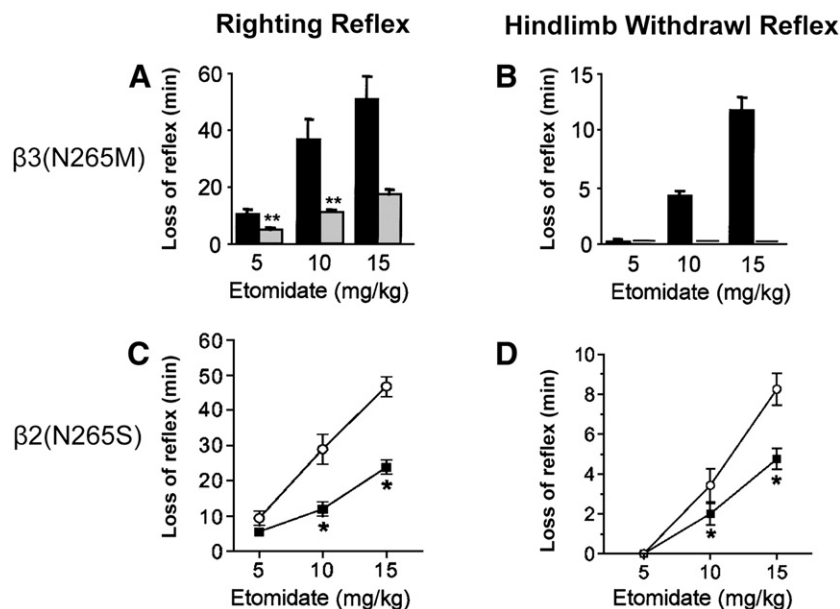 Righting Reflex
Hindlimb Withdrawl Reflex
β3(N265M)
A
Loss of reflex (min)
60
40
20
0
**
**
5 10 15
Etomidate (mg/kg)
B
Loss of reflex (min)
15
10
5
0
5 10 15
Etomidate (mg/kg)
β2(N265S)
C
Loss of reflex (min)
60
50
40
30
20
10
0
*
*
5 10 15
Etomidate (mg/kg)
D
Loss of reflex (min)
10
8
6
4
2
0
*
*
5 10 15
Etomidate (mg/kg)